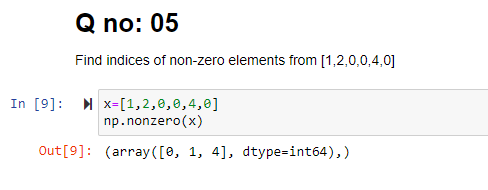 Q no: 05
Find indices of non-zero elements from [1,2,0,0,4,0]
In [9]: x=[1,2,0,0,4,0]
np.nonzero(x)
Out[9]: (array([0, 1, 4], dtype=int64),)